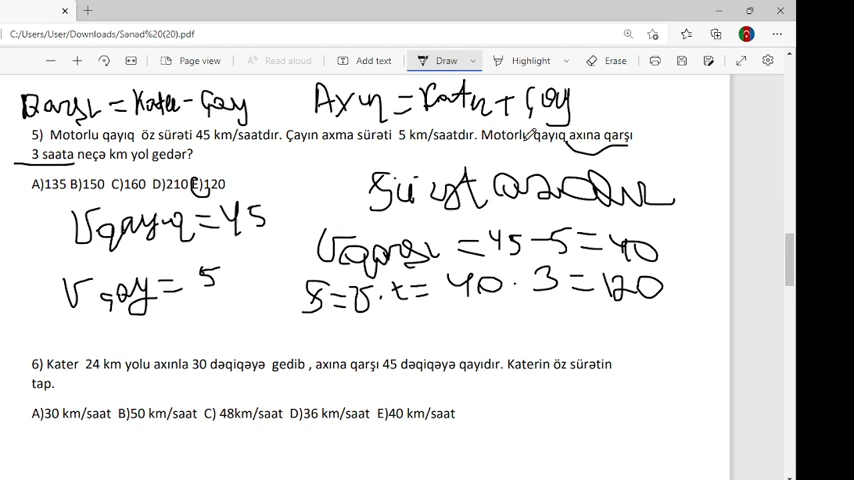 C:/Users/User/Downloads/Sanad%20(20).pdf
Page view Read aloud Add text Draw Highlight Erase
Qarşı = Kater - Çay
Axın = Kater + Çay
5) Motorlu qayıq öz sürəti 45 km/saatdır. Çayın axma sürəti 5 km/saatdır. Motorlu qayıq axına qarşı
3 saata neçə km yol gedər?
A)135 B)150 C)160 D)210 E)120
Sürət azadır
Vqayıq = 45
Vqarşı = 45 - 5 = 40
Vçay = 5
S = v · t = 40 · 3 = 120
6) Kater 24 km yolu axınla 30 dəqiqəyə gedib , axına qarşı 45 dəqiqəyə qayıdır. Katerin öz sürətin
tap.
A)30 km/saat B)50 km/saat C) 48km/saat D)36 km/saat E)40 km/saat